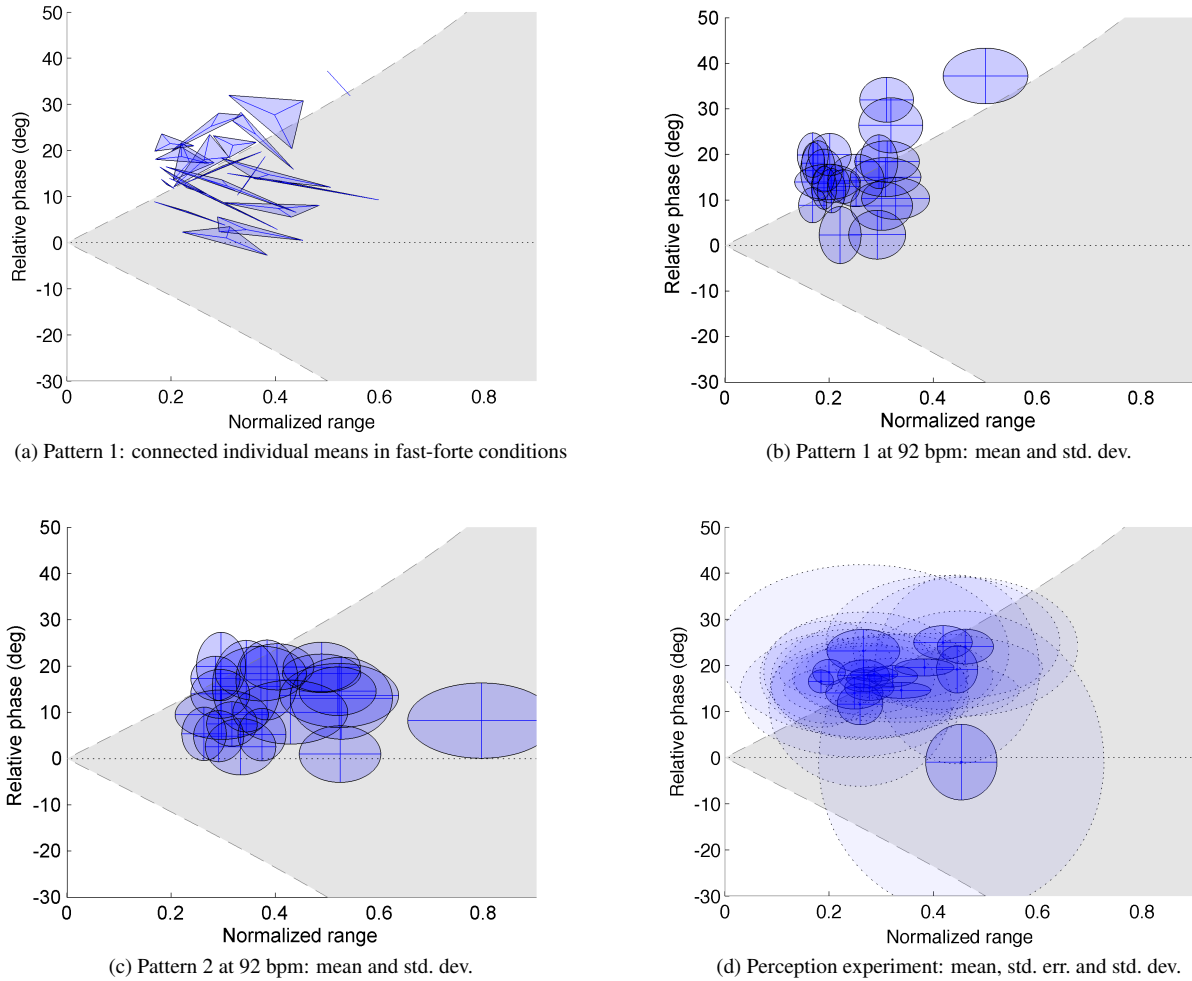 50
40
30
20
10
0
-10
-20
-30
Relative phase (deg)
0 0.2 0.4 0.6 0.8
Normalized range
(a) Pattern 1: connected individual means in fast-forte conditions
50
40
30
20
10
0
-10
-20
-30
Relative phase (deg)
0 0.2 0.4 0.6 0.8
Normalized range
(b) Pattern 1 at 92 bpm: mean and std. dev.
50
40
30
20
10
0
-10
-20
-30
Relative phase (deg)
0 0.2 0.4 0.6 0.8
Normalized range
(c) Pattern 2 at 92 bpm: mean and std. dev.
50
40
30
20
10
0
-10
-20
-30
Relative phase (deg)
0 0.2 0.4 0.6 0.8
Normalized range
(d) Perception experiment: mean, std. err. and std. dev.